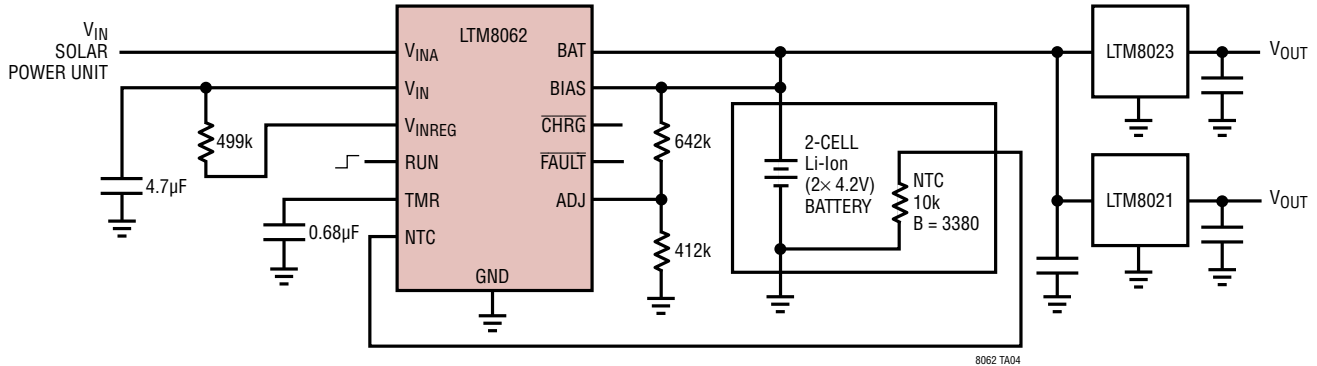 VIN
SOLAR
POWER UNIT
LTM8062
VINA
VIN
VINREG
RUN
TMR
NTC
GND
BAT
BIAS
CHRG
FAULT
ADJ
499k
4.7µF
0.68µF
642k
412k
2-CELL
Li-Ion
(2× 4.2V)
BATTERY
NTC
10k
B = 3380
LTM8023
VOUT
LTM8021
VOUT
8062 TA04